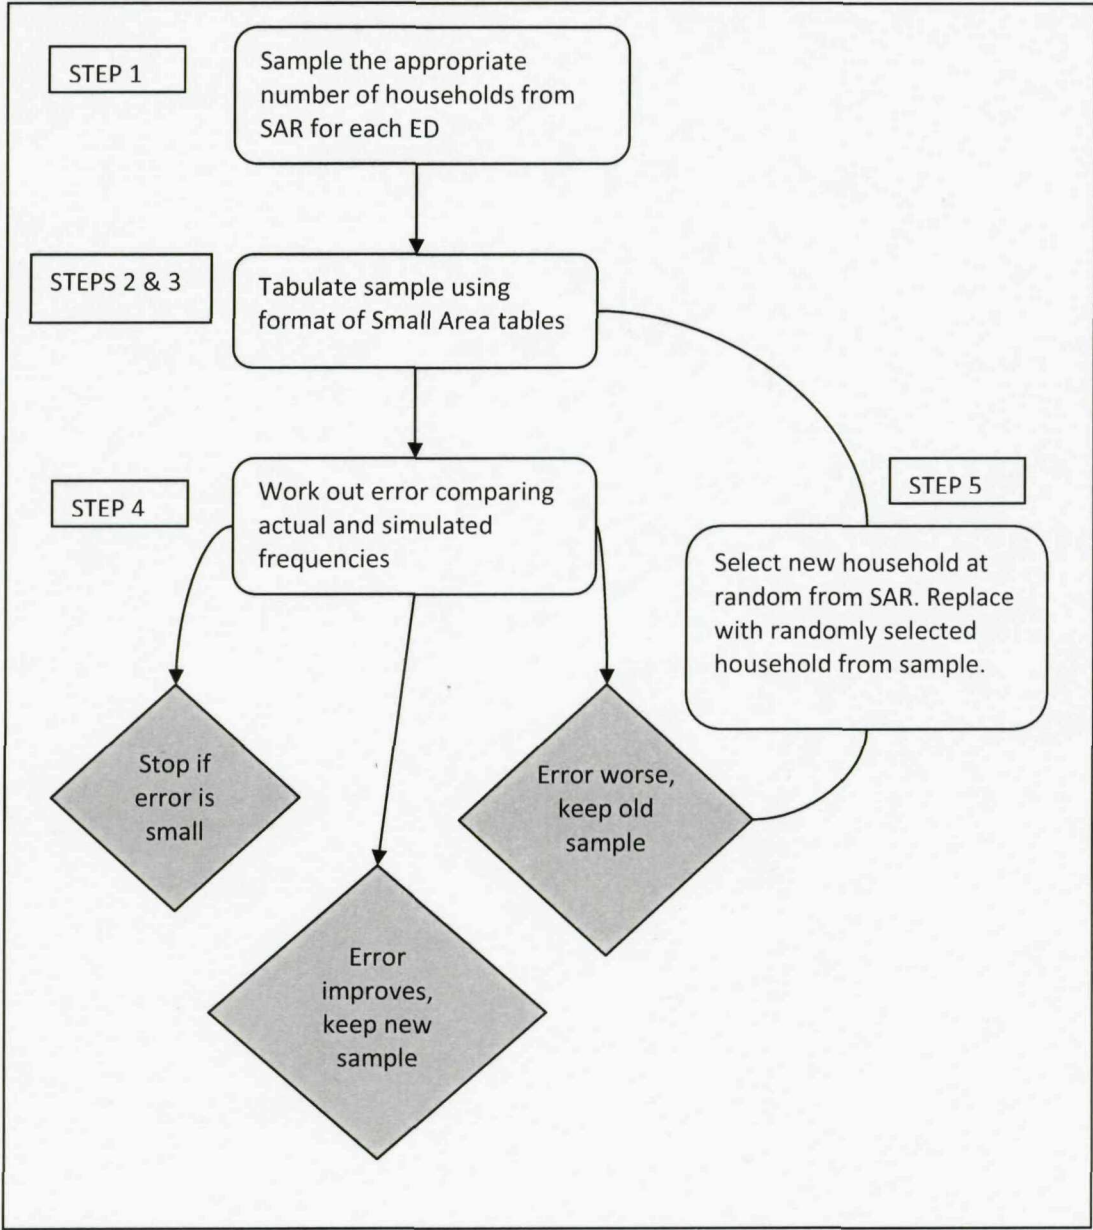 STEP 1
Sample the appropriate
number of households from
SAR for each ED
STEPS 2 & 3
Tabulate sample using
format of Small Area tables
STEP 4
Work out error comparing
actual and simulated
frequencies
STEP 5
Select new household at
random from SAR. Replace
with randomly selected
household from sample.
Stop if
error is
small
Error worse,
keep old
sample
Error
improves,
keep new
sample